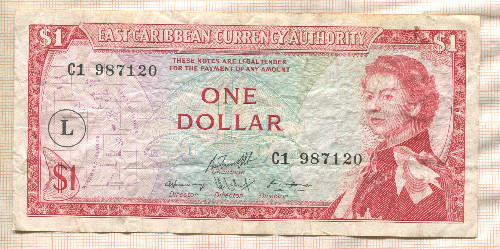 $1 EAST CARIBBEAN CURRENCY AUTHORITY $1
THESE NOTES ARE LEGAL TENDER
FOR THE PAYMENT OF ANY AMOUNT
C1 987120
ONE
DOLLAR
L
C1 987120
CHAIRMAN
$1
Director Director Director